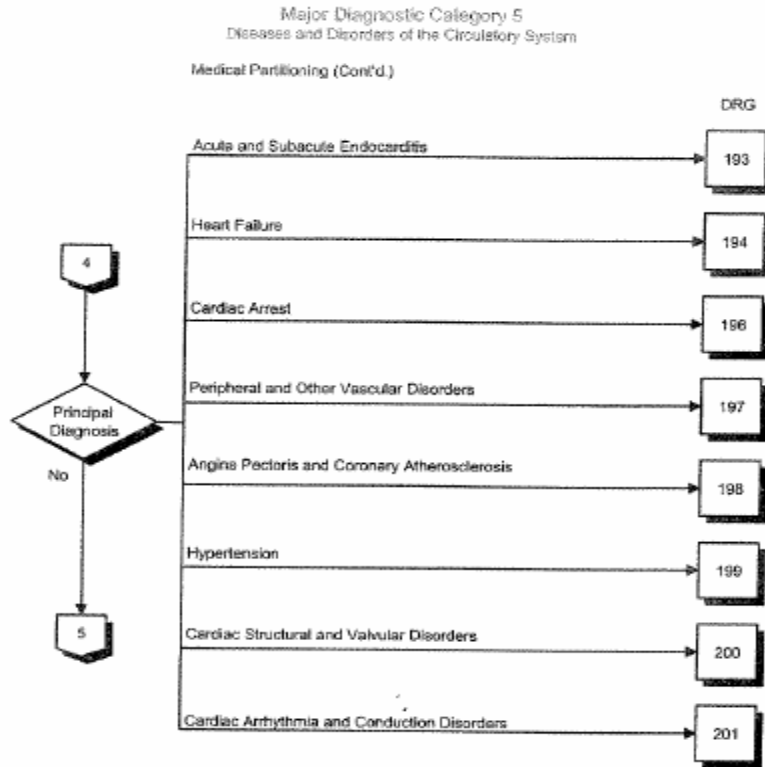 Major Diagnostic Category 5
Diseases and Disorders of the Circulatory System
Medical Partitioning (Cont'd.)
DRG
Acute and Subacute Endocarditis
193
Heart Failure
194
4
Cardiac Arrest
196
Peripheral and Other Vascular Disorders
197
Principal
Diagnosis
No
Angina Pectoris and Coronary Atherosclerosis
198
Hypertension
199
5
Cardiac Structural and Valvular Disorders
200
Cardiac Arrhythmia and Conduction Disorders
201